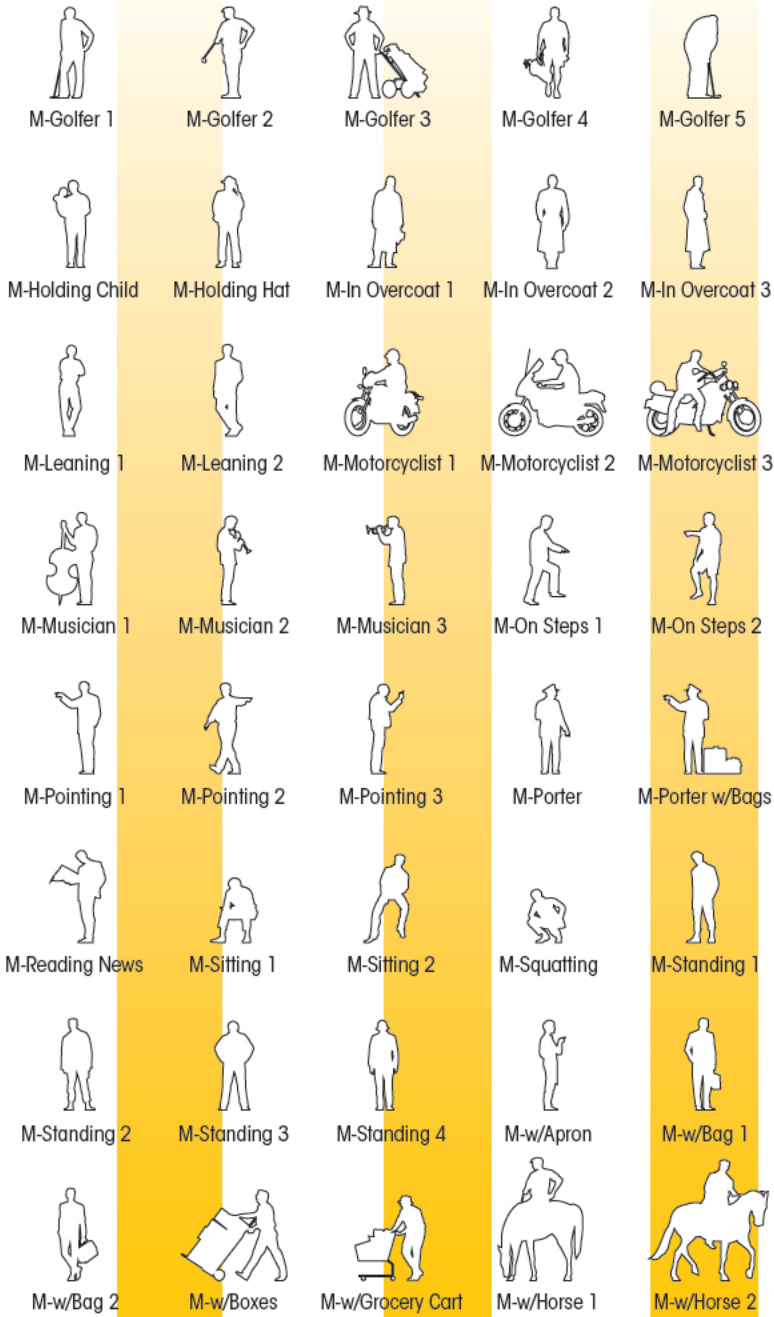 M-Golfer 1
M-Golfer 2
M-Golfer 3
M-Golfer 4
M-Golfer 5
M-Holding Child
M-Holding Hat
M-In Overcoat 1
M-In Overcoat 2
M-In Overcoat 3
M-Leaning 1
M-Leaning 2
M-Motorcyclist 1
M-Motorcyclist 2
M-Motorcyclist 3
M-Musician 1
M-Musician 2
M-Musician 3
M-On Steps 1
M-On Steps 2
M-Pointing 1
M-Pointing 2
M-Pointing 3
M-Porter
M-Porter w/Bags
M-Reading News
M-Sitting 1
M-Sitting 2
M-Squatting
M-Standing 1
M-Standing 2
M-Standing 3
M-Standing 4
M-w/Apron
M-w/Bag 1
M-w/Bag 2
M-w/Boxes
M-w/Grocery Cart
M-w/Horse 1
M-w/Horse 2